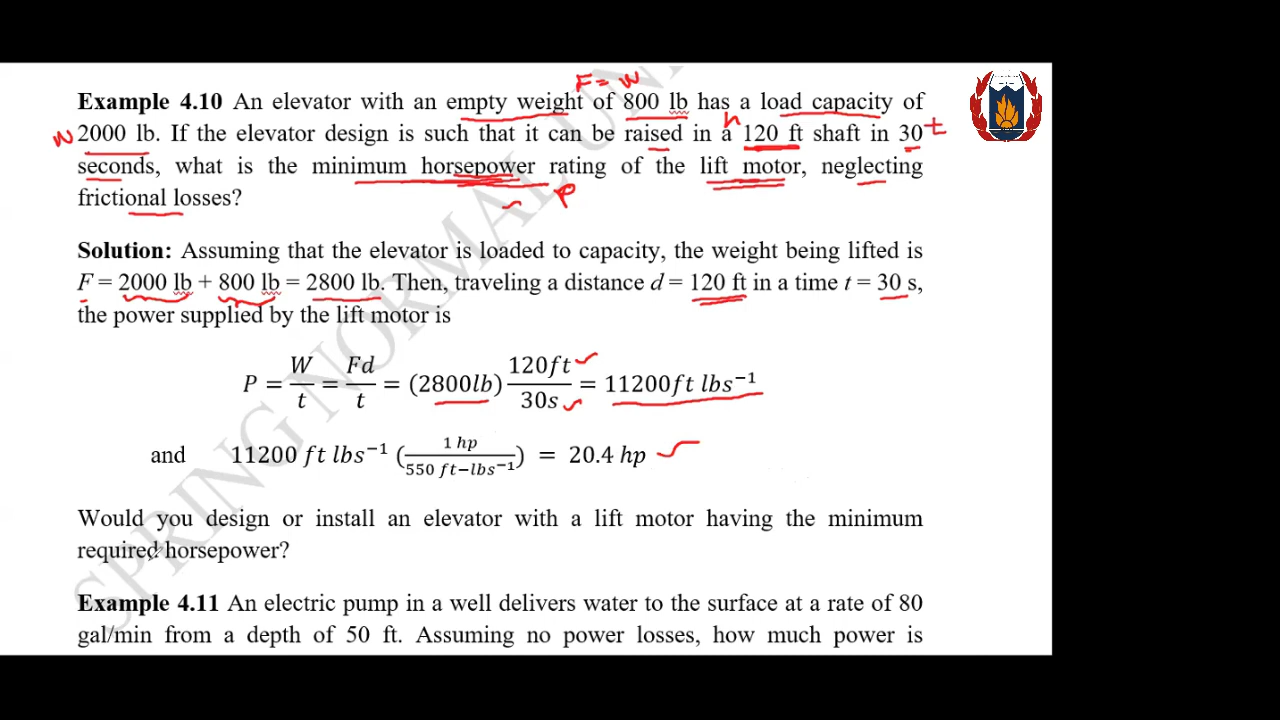 F = W
Example 4.10 An elevator with an empty weight of 800 lb has a load capacity of
h
W 2000 lb. If the elevator design is such that it can be raised in a 120 ft shaft in 30 t
seconds, what is the minimum horsepower rating of the lift motor, neglecting
P
frictional losses?
Solution: Assuming that the elevator is loaded to capacity, the weight being lifted is
F = 2000 lb + 800 lb = 2800 lb. Then, traveling a distance d = 120 ft in a time t = 30 s,
the power supplied by the lift motor is
P = W/t = Fd/t = (2800lb) 120ft/30s = 11200ft lbs⁻¹
and 11200 ft lbs⁻¹ (1 hp/550 ft−lbs⁻¹) = 20.4 hp
Would you design or install an elevator with a lift motor having the minimum
required horsepower?
Example 4.11 An electric pump in a well delivers water to the surface at a rate of 80
gal/min from a depth of 50 ft. Assuming no power losses, how much power is
SPRING NORMAL UN